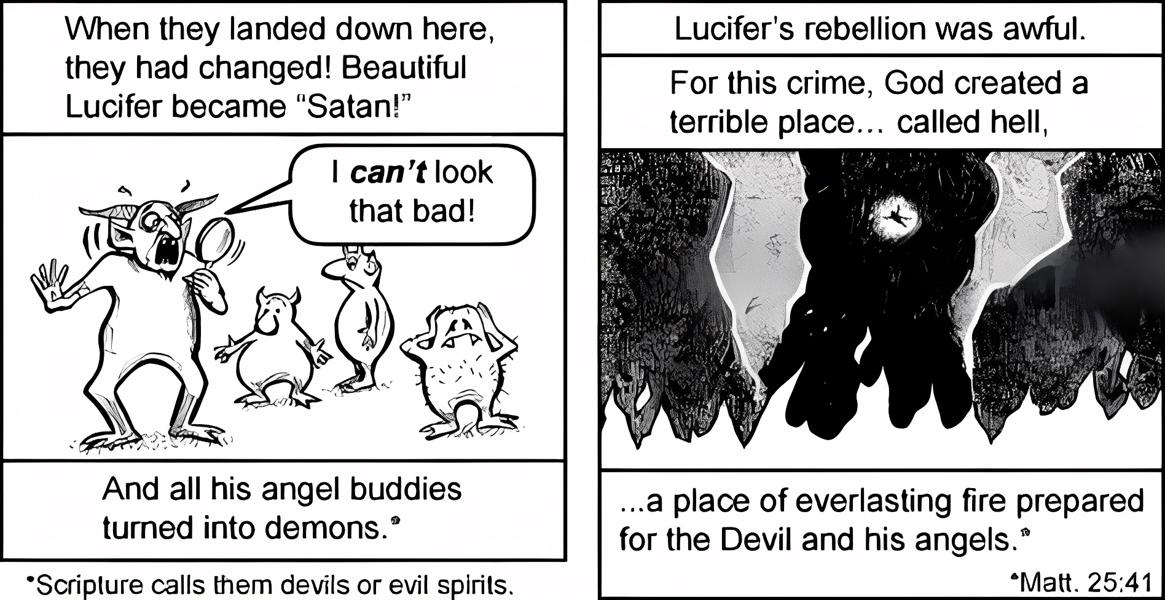 When they landed down here,
they had changed! Beautiful
Lucifer became “Satan!”
I can’t look
that bad!
And all his angel buddies
turned into demons.*
*Scripture calls them devils or evil spirits.
Lucifer’s rebellion was awful.
For this crime, God created a
terrible place... called hell,
...a place of everlasting fire prepared
for the Devil and his angels.*
*Matt. 25:41